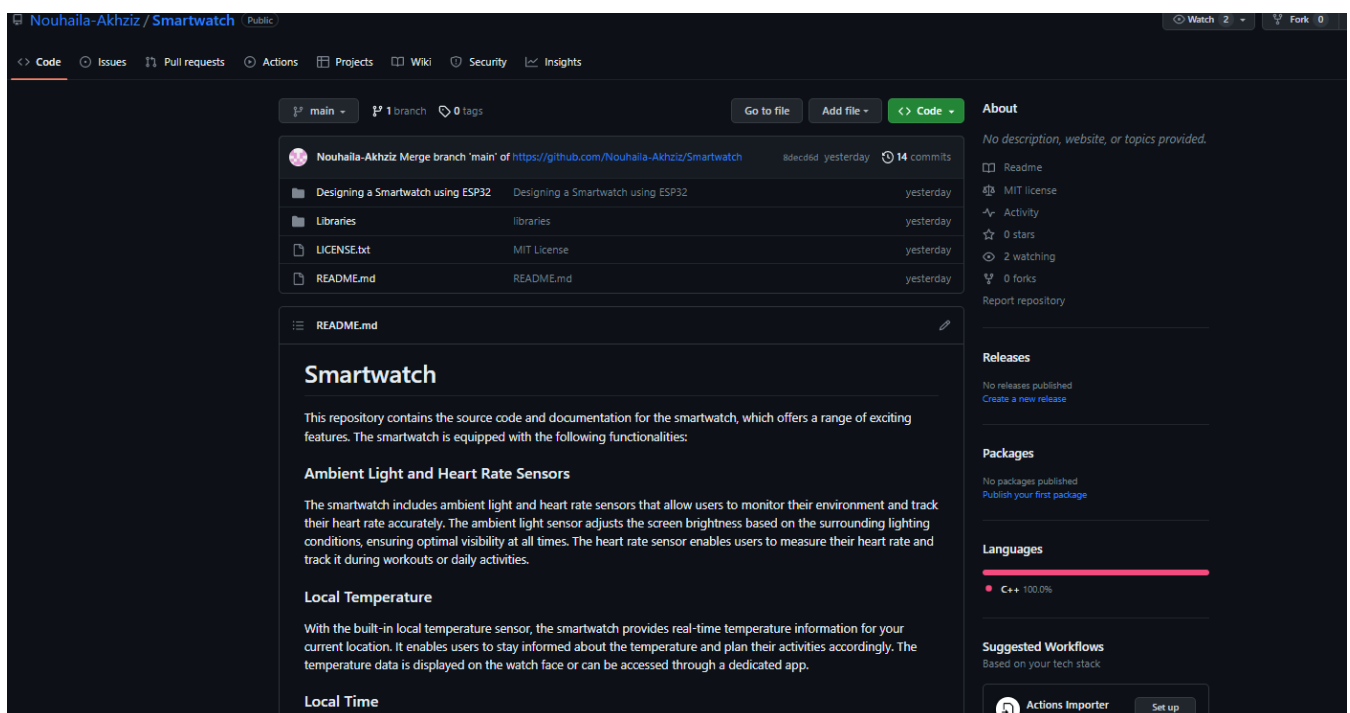 Nouhaila-Akhziz / Smartwatch Public
Watch 2
Fork 0
Code Issues Pull requests Actions Projects Wiki Security Insights
main 1 branch 0 tags Go to file Add file Code
Nouhaila-Akhziz Merge branch 'main' of https://github.com/Nouhaila-Akhziz/Smartwatch 8decd6d yesterday 14 commits
Designing a Smartwatch using ESP32 Designing a Smartwatch using ESP32 yesterday
Libraries libraries yesterday
LICENSE.txt MIT License yesterday
README.md README.md yesterday
README.md
Smartwatch
This repository contains the source code and documentation for the smartwatch, which offers a range of exciting
features. The smartwatch is equipped with the following functionalities:
Ambient Light and Heart Rate Sensors
The smartwatch includes ambient light and heart rate sensors that allow users to monitor their environment and track
their heart rate accurately. The ambient light sensor adjusts the screen brightness based on the surrounding lighting
conditions, ensuring optimal visibility at all times. The heart rate sensor enables users to measure their heart rate and
track it during workouts or daily activities.
Local Temperature
With the built-in local temperature sensor, the smartwatch provides real-time temperature information for your
current location. It enables users to stay informed about the temperature and plan their activities accordingly. The
temperature data is displayed on the watch face or can be accessed through a dedicated app.
Local Time
About
No description, website, or topics provided.
Readme
MIT license
Activity
0 stars
2 watching
0 forks
Report repository
Releases
No releases published
Create a new release
Packages
No packages published
Publish your first package
Languages
C++ 100.0%
Suggested Workflows
Based on your tech stack
Actions Importer Set up